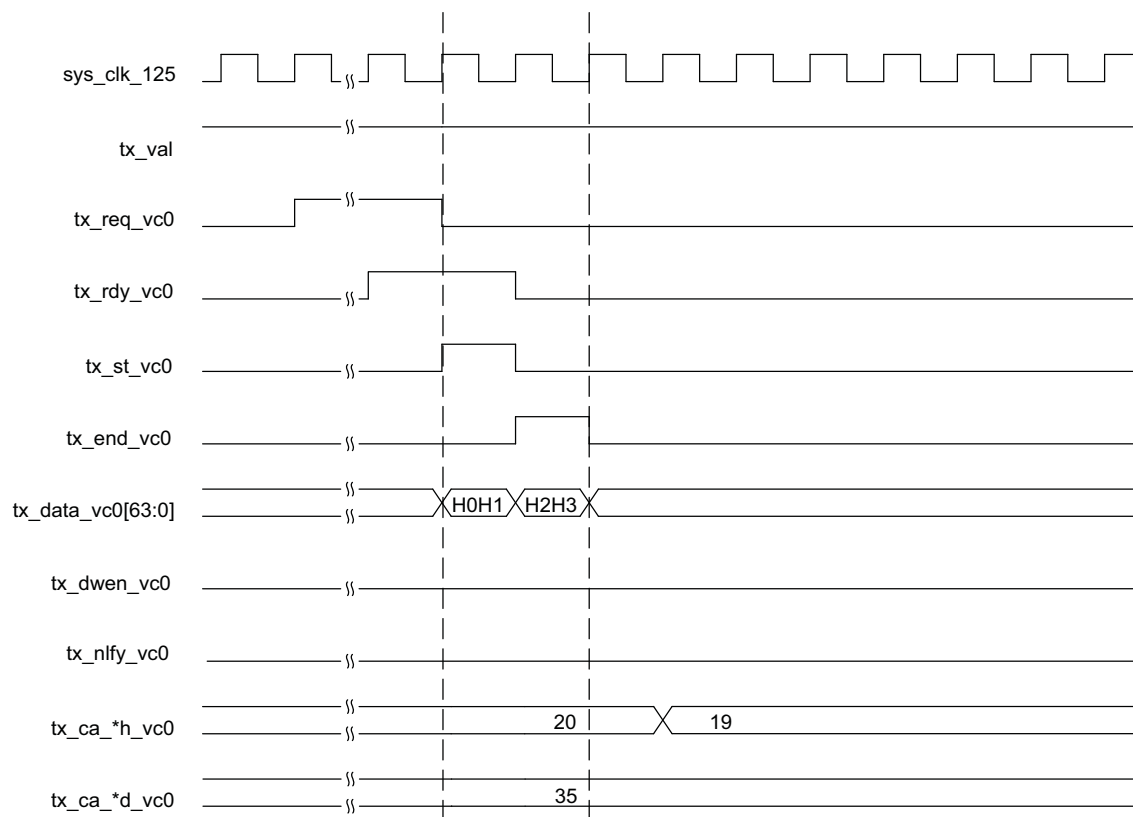 sys_clk_125
tx_val
tx_req_vc0
tx_rdy_vc0
tx_st_vc0
tx_end_vc0
tx_data_vc0[63:0] H0H1 H2H3
tx_dwen_vc0
tx_nlfy_vc0
tx_ca_*h_vc0 20 19
tx_ca_*d_vc0 35